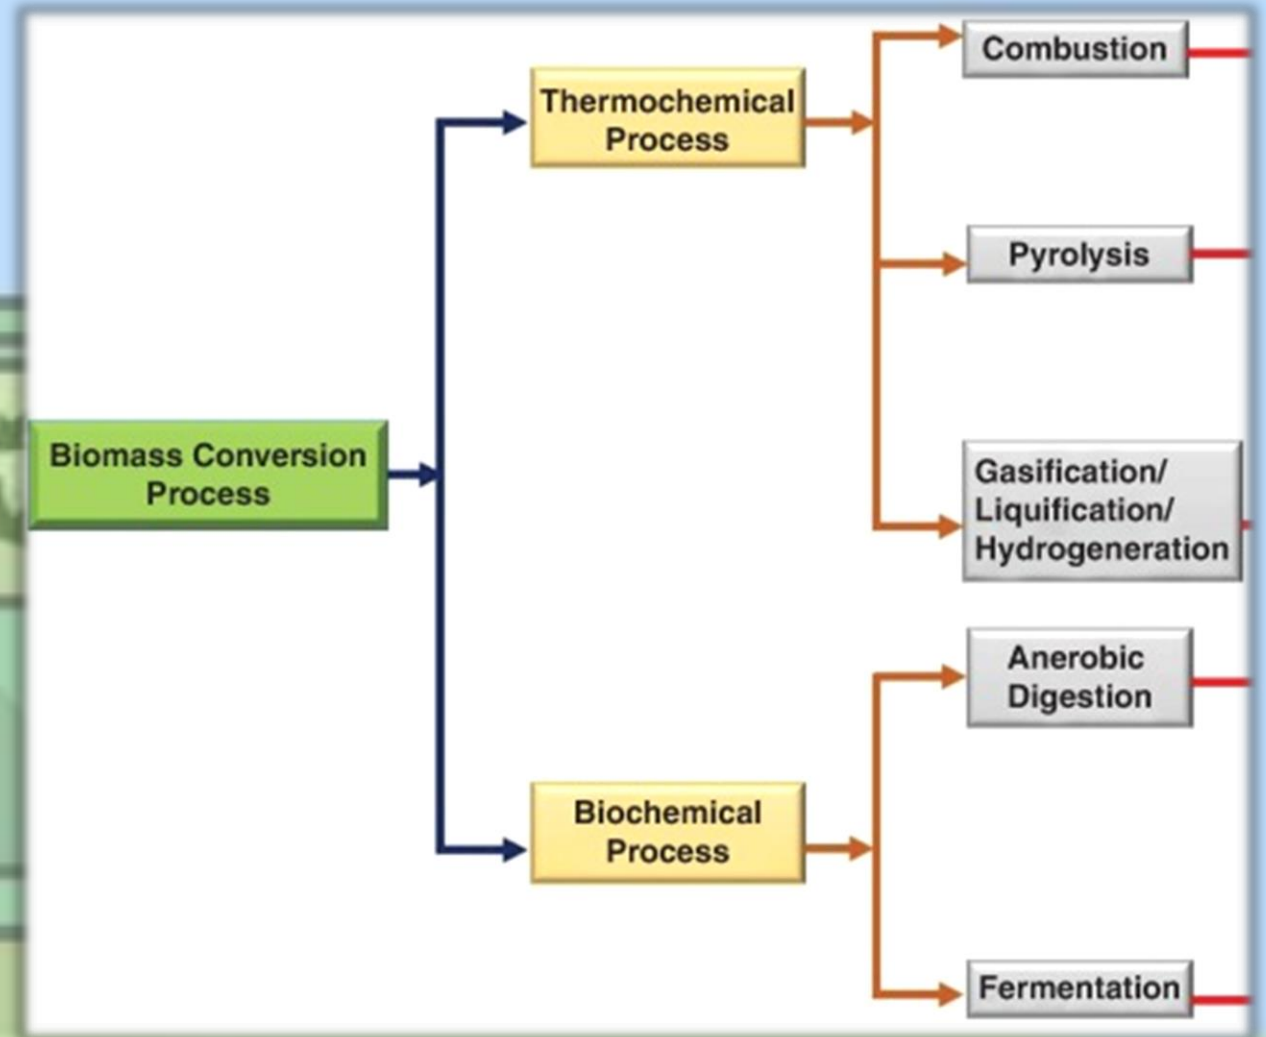 Combustion
Thermochemical
Process
Pyrolysis
Biomass Conversion
Process
Gasification/
Liquification/
Hydrogeneration
Anerobic
Digestion
Biochemical
Process
Fermentation